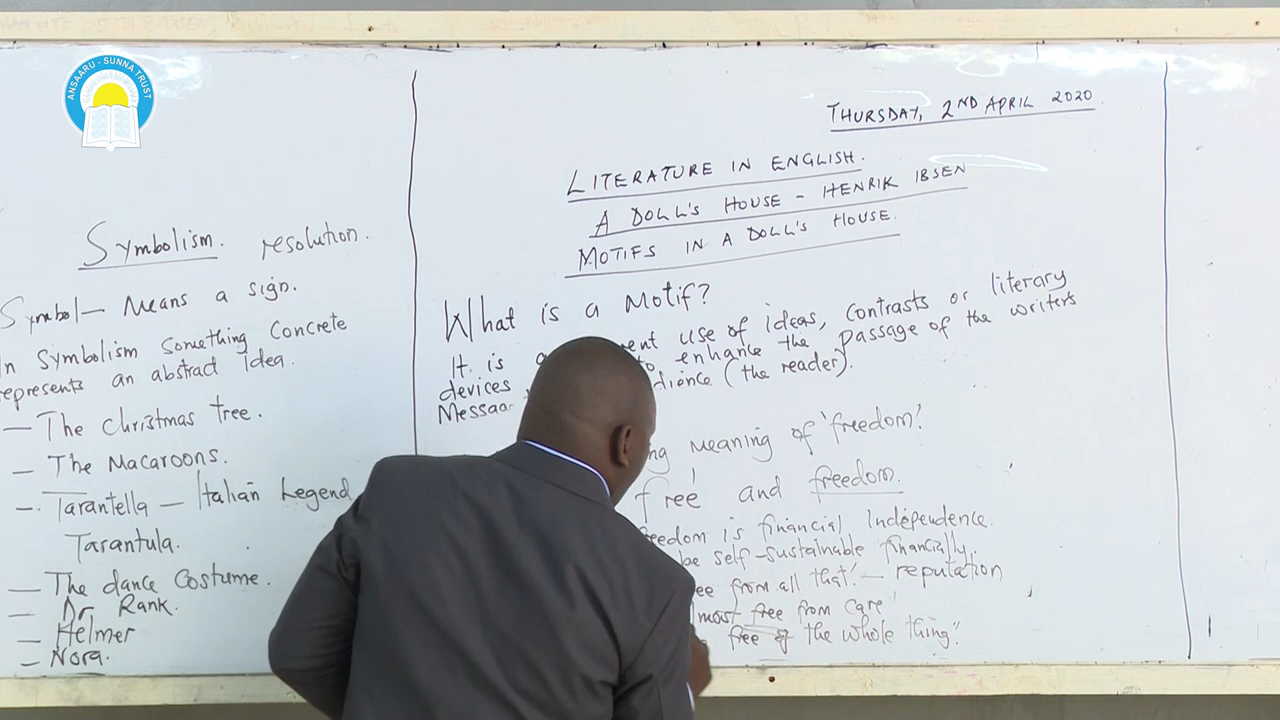 ANSAARU - SUNNA TRUST
Symbolism. resolution.
Symbol — Means a sign.
In Symbolism something Concrete
represents an abstract Idea.
— The christmas tree.
— The Macaroons.
— Tarantella — Italian Legend
Tarantula.
— The dance Costume.
— Dr. Rank.
— Helmer
— Nora.
THURSDAY, 2ND APRIL 2020
LITERATURE IN ENGLISH.
A DOLL'S HOUSE – HENRIK IBSEN
MOTIFS IN A DOLL'S HOUSE.
What is a Motif?
It is use of ideas, contrasts or literary
devices to enhance the passage of the writers
(the reader).
meaning of 'freedom'.
free' and freedom.
is financial Independence.
be self-sustainable financially.
from all that'. — reputation
most free from care'
free of the whole thing".